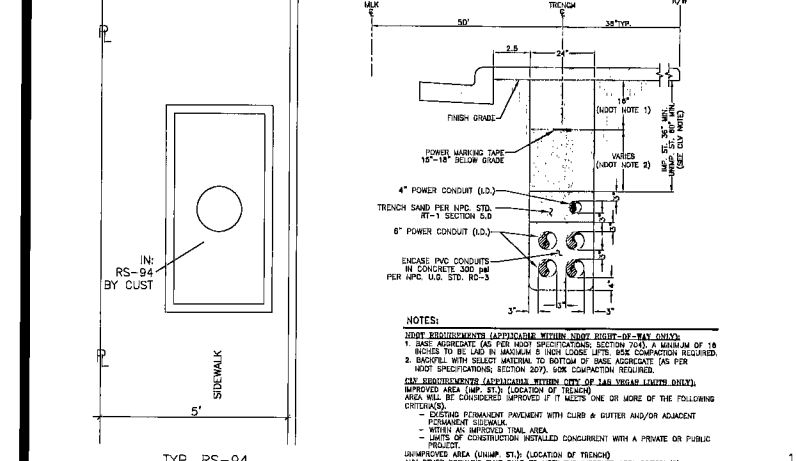 MLK
℄
TRENCH
℄
R/W
50'
38"TYP.
2.5
24"
FINISH GRADE
16"
(NDOT NOTE 1)
POWER MARKING TAPE
15"-18" BELOW GRADE
VARIES
(NDOT NOTE 2)
IMP. ST. 36" MIN.
UNIMP. ST. 60" MIN.
(SEE CLV NOTE)
4" POWER CONDUIT (I.D.)
TRENCH SAND PER NPC. STD.
RT-1 SECTION 5.0
6" POWER CONDUIT (I.D.)
ENCASE PVC CONDUITS
IN CONCRETE 300 psi
PER NPC. U.G. STD. RC-3
3"
3"
3"
3"
4"
3"
3"
3"
PL
IN:
RS-94
BY CUST
PL
SIDEWALK
5'
TYP. RS-94
NOTES:
NDOT REQUIREMENTS (APPLICABLE WITHIN NDOT RIGHT-OF-WAY ONLY):
1. BASE AGGREGATE (AS PER NDOT SPECIFICATIONS; SECTION 704), A MINIMUM OF 16
INCHES TO BE LAID IN MAXIMUM 8 INCH LOOSE LIFTS. 95% COMPACTION REQUIRED.
2. BACKFILL WITH SELECT MATERIAL TO BOTTOM OF BASE AGGREGATE (AS PER
NDOT SPECIFICATIONS; SECTION 207). 90% COMPACTION REQUIRED.
CLV REQUIREMENTS (APPLICABLE WITHIN CITY OF LAS VEGAS LIMITS ONLY):
IMPROVED AREA (IMP. ST.): (LOCATION OF TRENCH)
AREA WILL BE CONSIDERED IMPROVED IF IT MEETS ONE OR MORE OF THE FOLLOWING
CRITERIA(S).
- EXISTING PERMANENT PAVEMENT WITH CURB & GUTTER AND/OR ADJACENT
PERMANENT SIDEWALK.
- WITHIN AN IMPROVED TRAIL AREA.
- LIMITS OF CONSTRUCTION INSTALLED CONCURRENT WITH A PRIVATE OR PUBLIC
PROJECT.
UNIMPROVED AREA (UNIMP. ST.): (LOCATION OF TRENCH)
1